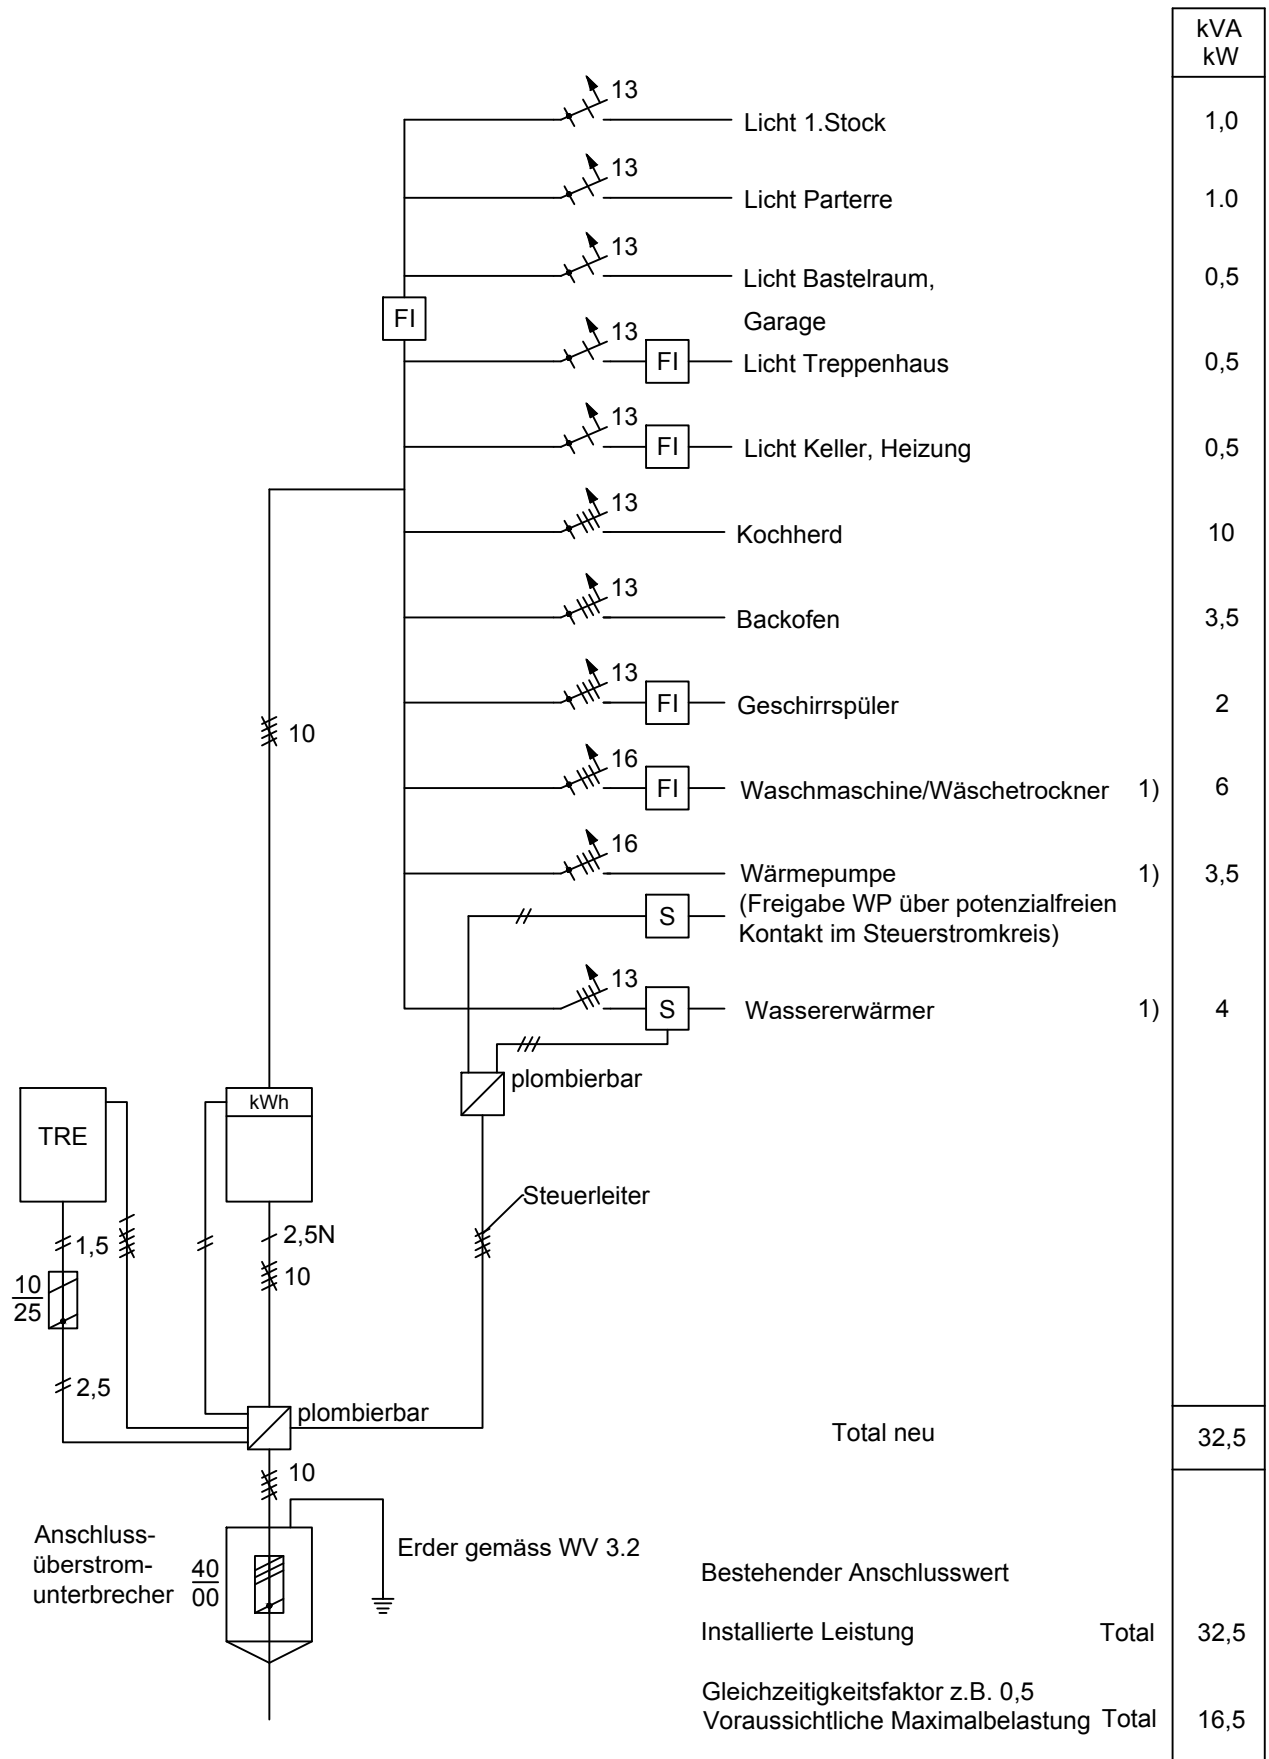 kVA
kW
13
Licht 1.Stock
1,0
13
Licht Parterre
1.0
13
Licht Bastelraum,
Garage
0,5
FI
13
FI
Licht Treppenhaus
0,5
13
FI
Licht Keller, Heizung
0,5
13
Kochherd
10
13
Backofen
3,5
13
FI
Geschirrspüler
2
10
16
FI
Waschmaschine/Wäschetrockner 1)
6
16
Wärmepumpe 1)
3,5
(Freigabe WP über potenzialfreien
Kontakt im Steuerstromkreis)
S
13
S
Wassererwärmer 1)
4
plombierbar
kWh
TRE
Steuerleiter
1,5
2,5N
10
10
25
2,5
plombierbar
Total neu
32,5
10
Anschluss-
überstrom-
unterbrecher
40
00
Erder gemäss WV 3.2
Bestehender Anschlusswert
Installierte Leistung Total 32,5
Gleichzeitigkeitsfaktor z.B. 0,5
Voraussichtliche Maximalbelastung Total 16,5